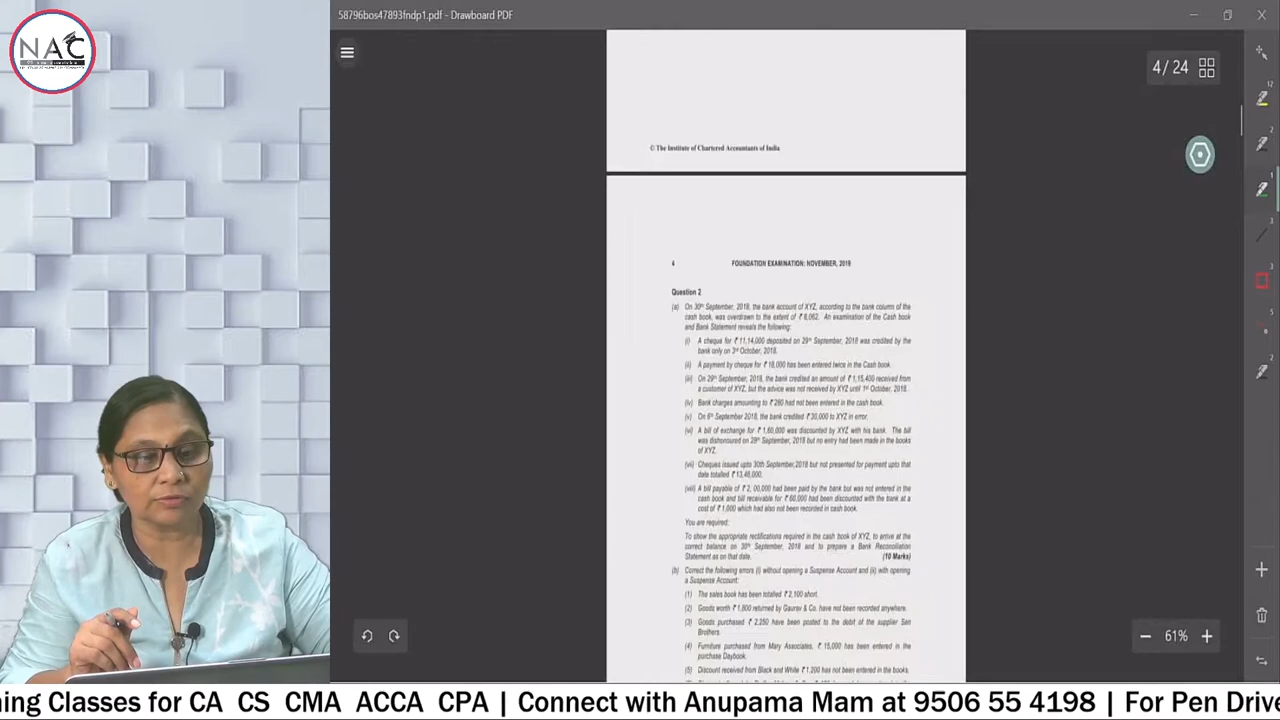 58796bos47893fndp1.pdf - Drawboard PDF
NAC
4/24
© The Institute of Chartered Accountants of India
4 FOUNDATION EXAMINATION: NOVEMBER, 2019
Question 2
(a) On 30th September, 2018, the bank account of XYZ, according to the bank column of the
cash book, was overdrawn to the extent of ₹ 8,062. An examination of the Cash book
and Bank Statement reveals the following:
(i) A cheque for ₹ 11,14,000 deposited on 29th September, 2018 was credited by the
bank only on 3rd October, 2018.
(ii) A payment by cheque for ₹ 18,000 has been entered twice in the Cash book.
(iii) On 29th September, 2018, the bank credited an amount of ₹ 1,15,400 received from
a customer of XYZ, but the advice was not received by XYZ until 1st October, 2018.
(iv) Bank charges amounting to ₹ 280 had not been entered in the cash book.
(v) On 6th September 2018, the bank credited ₹ 30,000 to XYZ in error.
(vi) A bill of exchange for ₹ 1,60,000 was discounted by XYZ with his bank. The bill
was dishonoured on 28th September, 2018 but no entry had been made in the books
of XYZ.
(vii) Cheques issued upto 30th September,2018 but not presented for payment upto that
date totalled ₹ 13,46,000.
(viii) A bill payable of ₹ 2, 00,000 had been paid by the bank but was not entered in the
cash book and bill receivable for ₹ 60,000 had been discounted with the bank at a
cost of ₹ 1,000 which had also not been recorded in cash book.
You are required:
To show the appropriate rectifications required in the cash book of XYZ, to arrive at the
correct balance on 30th September, 2018 and to prepare a Bank Reconciliation
Statement as on that date. (10 Marks)
(b) Correct the following errors (i) without opening a Suspense Account and (ii) with opening
a Suspense Account:
(1) The sales book has been totalled ₹ 2,100 short.
(2) Goods worth ₹ 1,800 returned by Gaurav & Co. have not been recorded anywhere.
(3) Goods purchased ₹ 2,250 have been posted to the debit of the supplier Sen
Brothers.
(4) Furniture purchased from Mary Associates, ₹ 15,000 has been entered in the
purchase Daybook.
(5) Discount received from Black and White ₹ 1,200 has not been entered in the books.
91%
ning Classes for CA CS CMA ACCA CPA | Connect with Anupama Mam at 9506 55 4198 | For Pen Drive